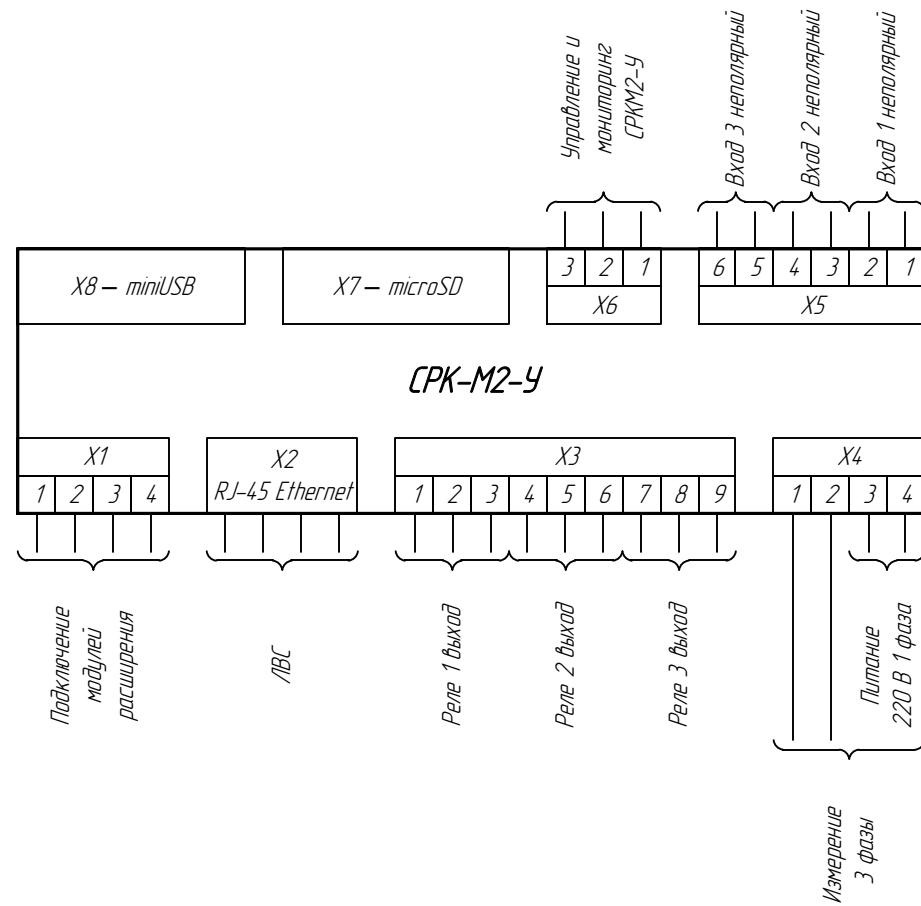 Управление и
мониторинг
СРКМ2-У
Вход 3 неполярный
Вход 2 неполярный
Вход 1 неполярный
X8 – miniUSB
X7 – microSD
3 2 1
X6
6 5 4 3 2 1
X5
СРК-М2-У
X1
1 2 3 4
X2
RJ-45 Ethernet
X3
1 2 3 4 5 6 7 8 9
X4
1 2 3 4
Подключение
модулей
расширения
ЛВС
Реле 1 выход
Реле 2 выход
Реле 3 выход
Питание
220 В 1 фаза
Измерение
3 фазы